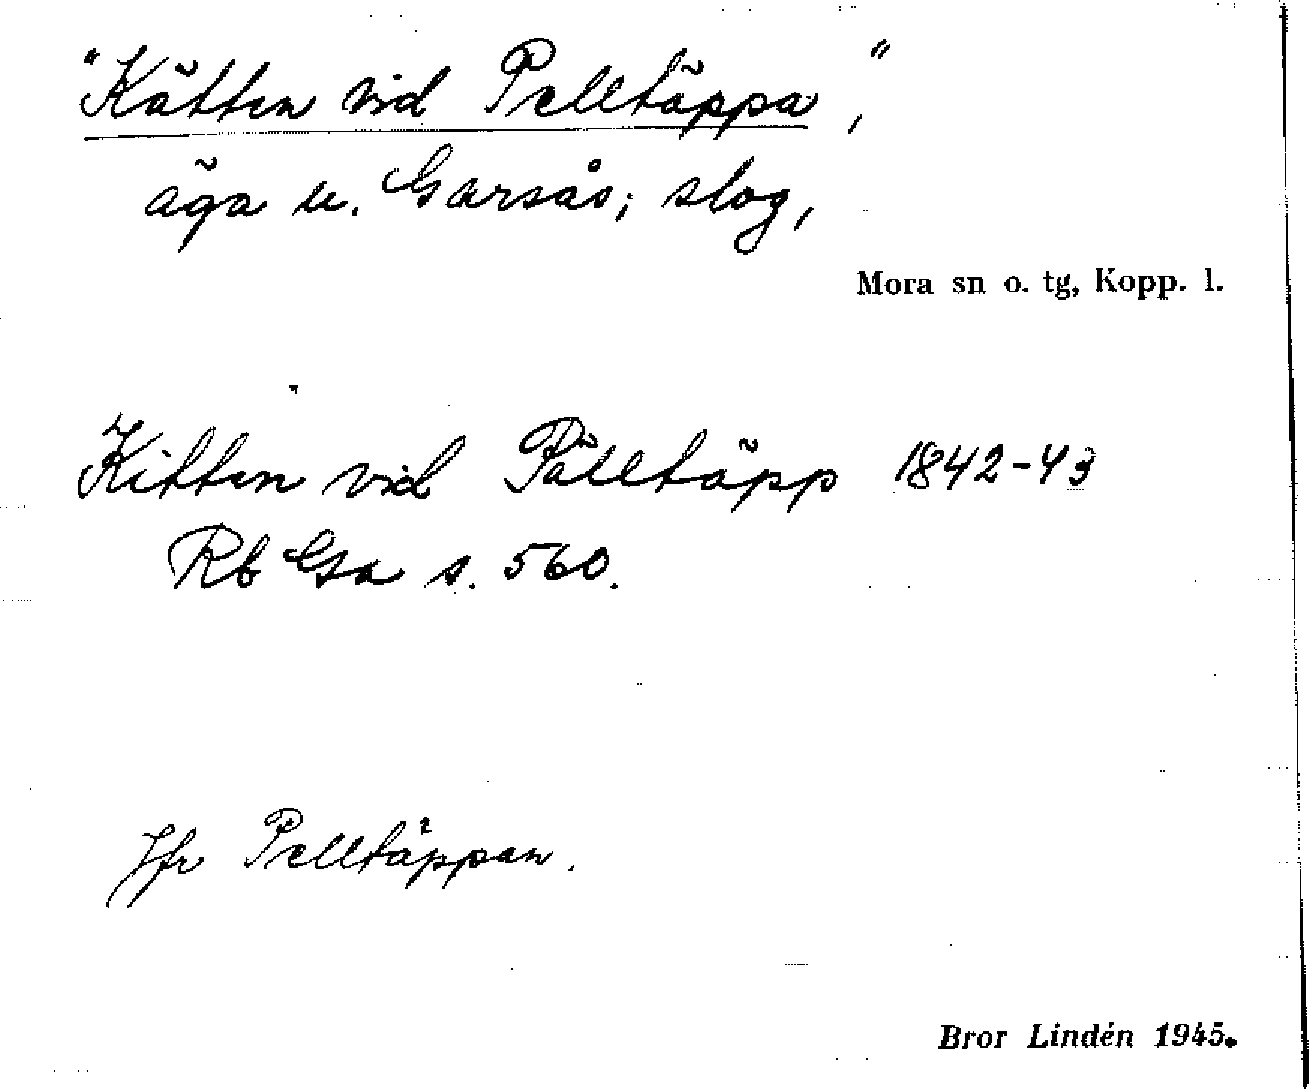 "Kätten vid Pelltäppa",
äga u. Garsås; slog,
Mora sn o. tg, Kopp. l.
Kitten vid Pälltäpp 1842-43
Rb Gsa s. 560.
Jfr Pelltäppan.
Bror Lindén 1945.